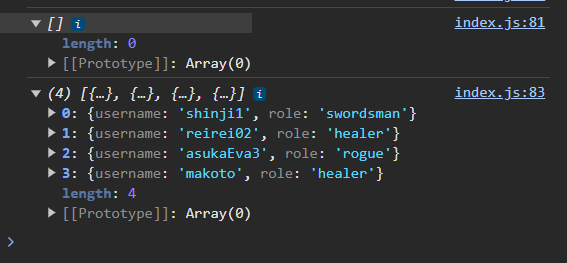 ▼ [] i index.js:81
length: 0
▶ [[Prototype]]: Array(0)
▼ (4) [{…}, {…}, {…}, {…}] i index.js:83
▶ 0: {username: 'shinji1', role: 'swordsman'}
▶ 1: {username: 'reirei02', role: 'healer'}
▶ 2: {username: 'asukaEva3', role: 'rogue'}
▶ 3: {username: 'makoto', role: 'healer'}
length: 4
▶ [[Prototype]]: Array(0)
>